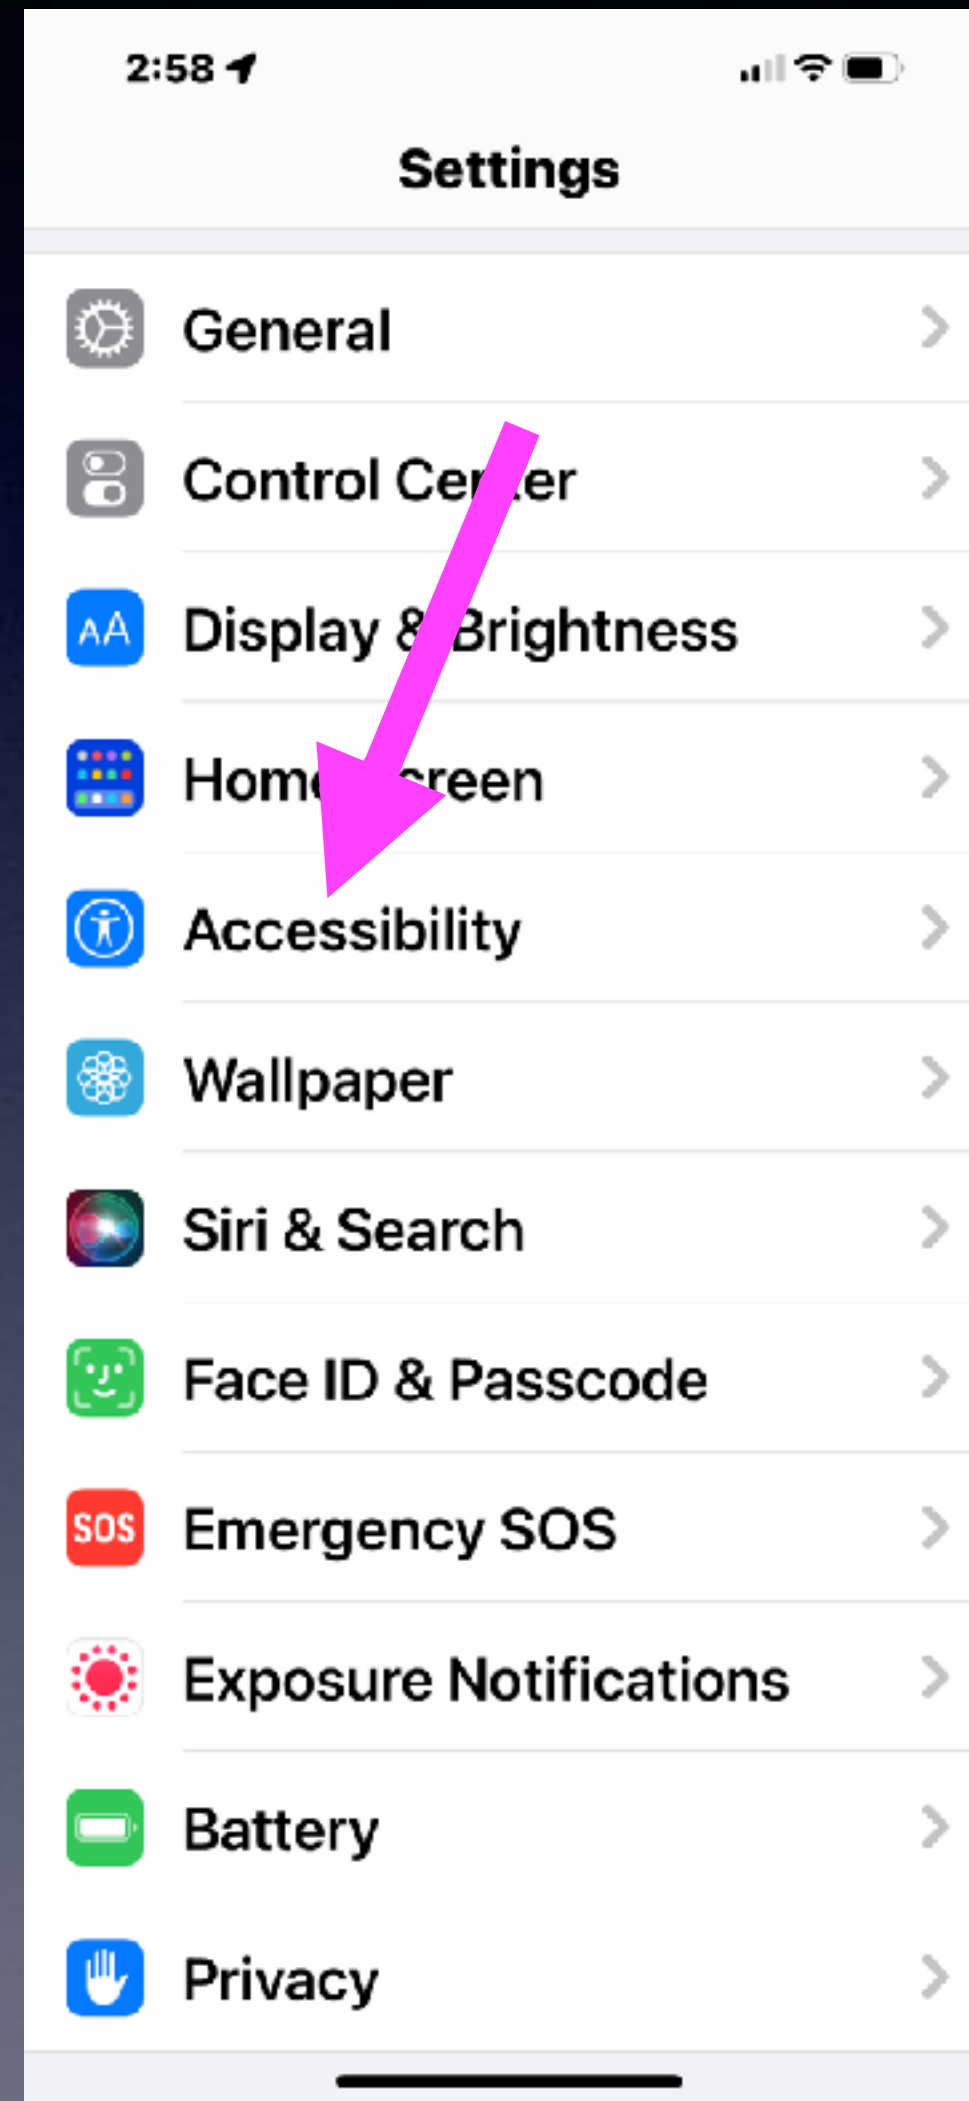 2:58
Settings
General
Control Center
AA
Display & Brightness
Home Screen
Accessibility
Wallpaper
Siri & Search
Face ID & Passcode
SOS
Emergency SOS
Exposure Notifications
Battery
Privacy